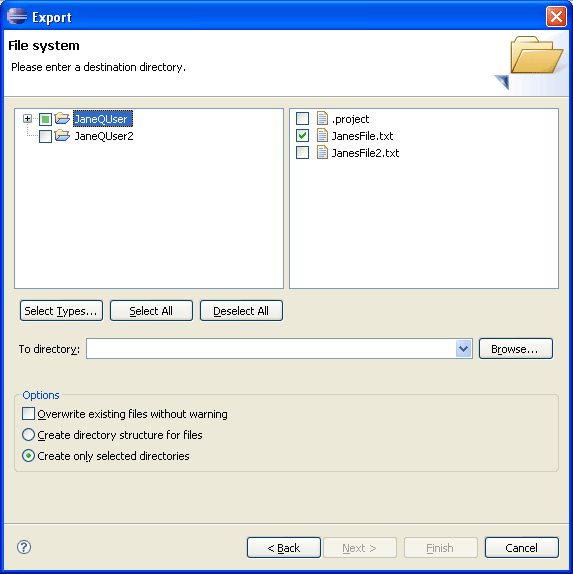 Export
File system
Please enter a destination directory.
JaneQUser
JaneQUser2
.project
JanesFile.txt
JanesFile2.txt
Select Types...
Select All
Deselect All
To directory:
Browse...
Options
Overwrite existing files without warning
Create directory structure for files
Create only selected directories
?
< Back
Next >
Finish
Cancel